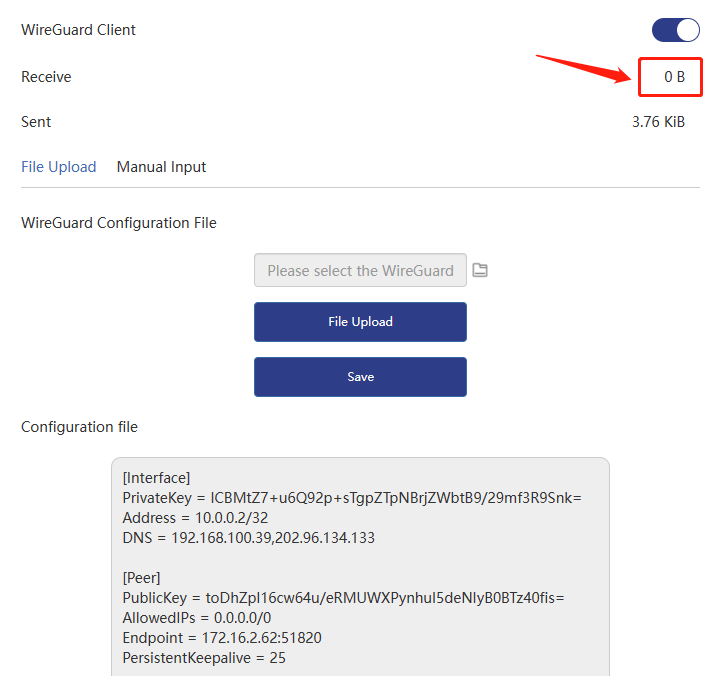 WireGuard Client
Receive 0 B
Sent 3.76 KiB
File Upload Manual Input
WireGuard Configuration File
Please select the WireGuard
File Upload
Save
Configuration file
[Interface]
PrivateKey = ICBMtZ7+u6Q92p+sTgpZTpNBrjZWbtB9/29mf3R9Snk=
Address = 10.0.0.2/32
DNS = 192.168.100.39,202.96.134.133
[Peer]
PublicKey = toDhZpI16cw64u/eRMUWXPynhuI5deNIyB0BTz40fis=
AllowedIPs = 0.0.0.0/0
Endpoint = 172.16.2.62:51820
PersistentKeepalive = 25